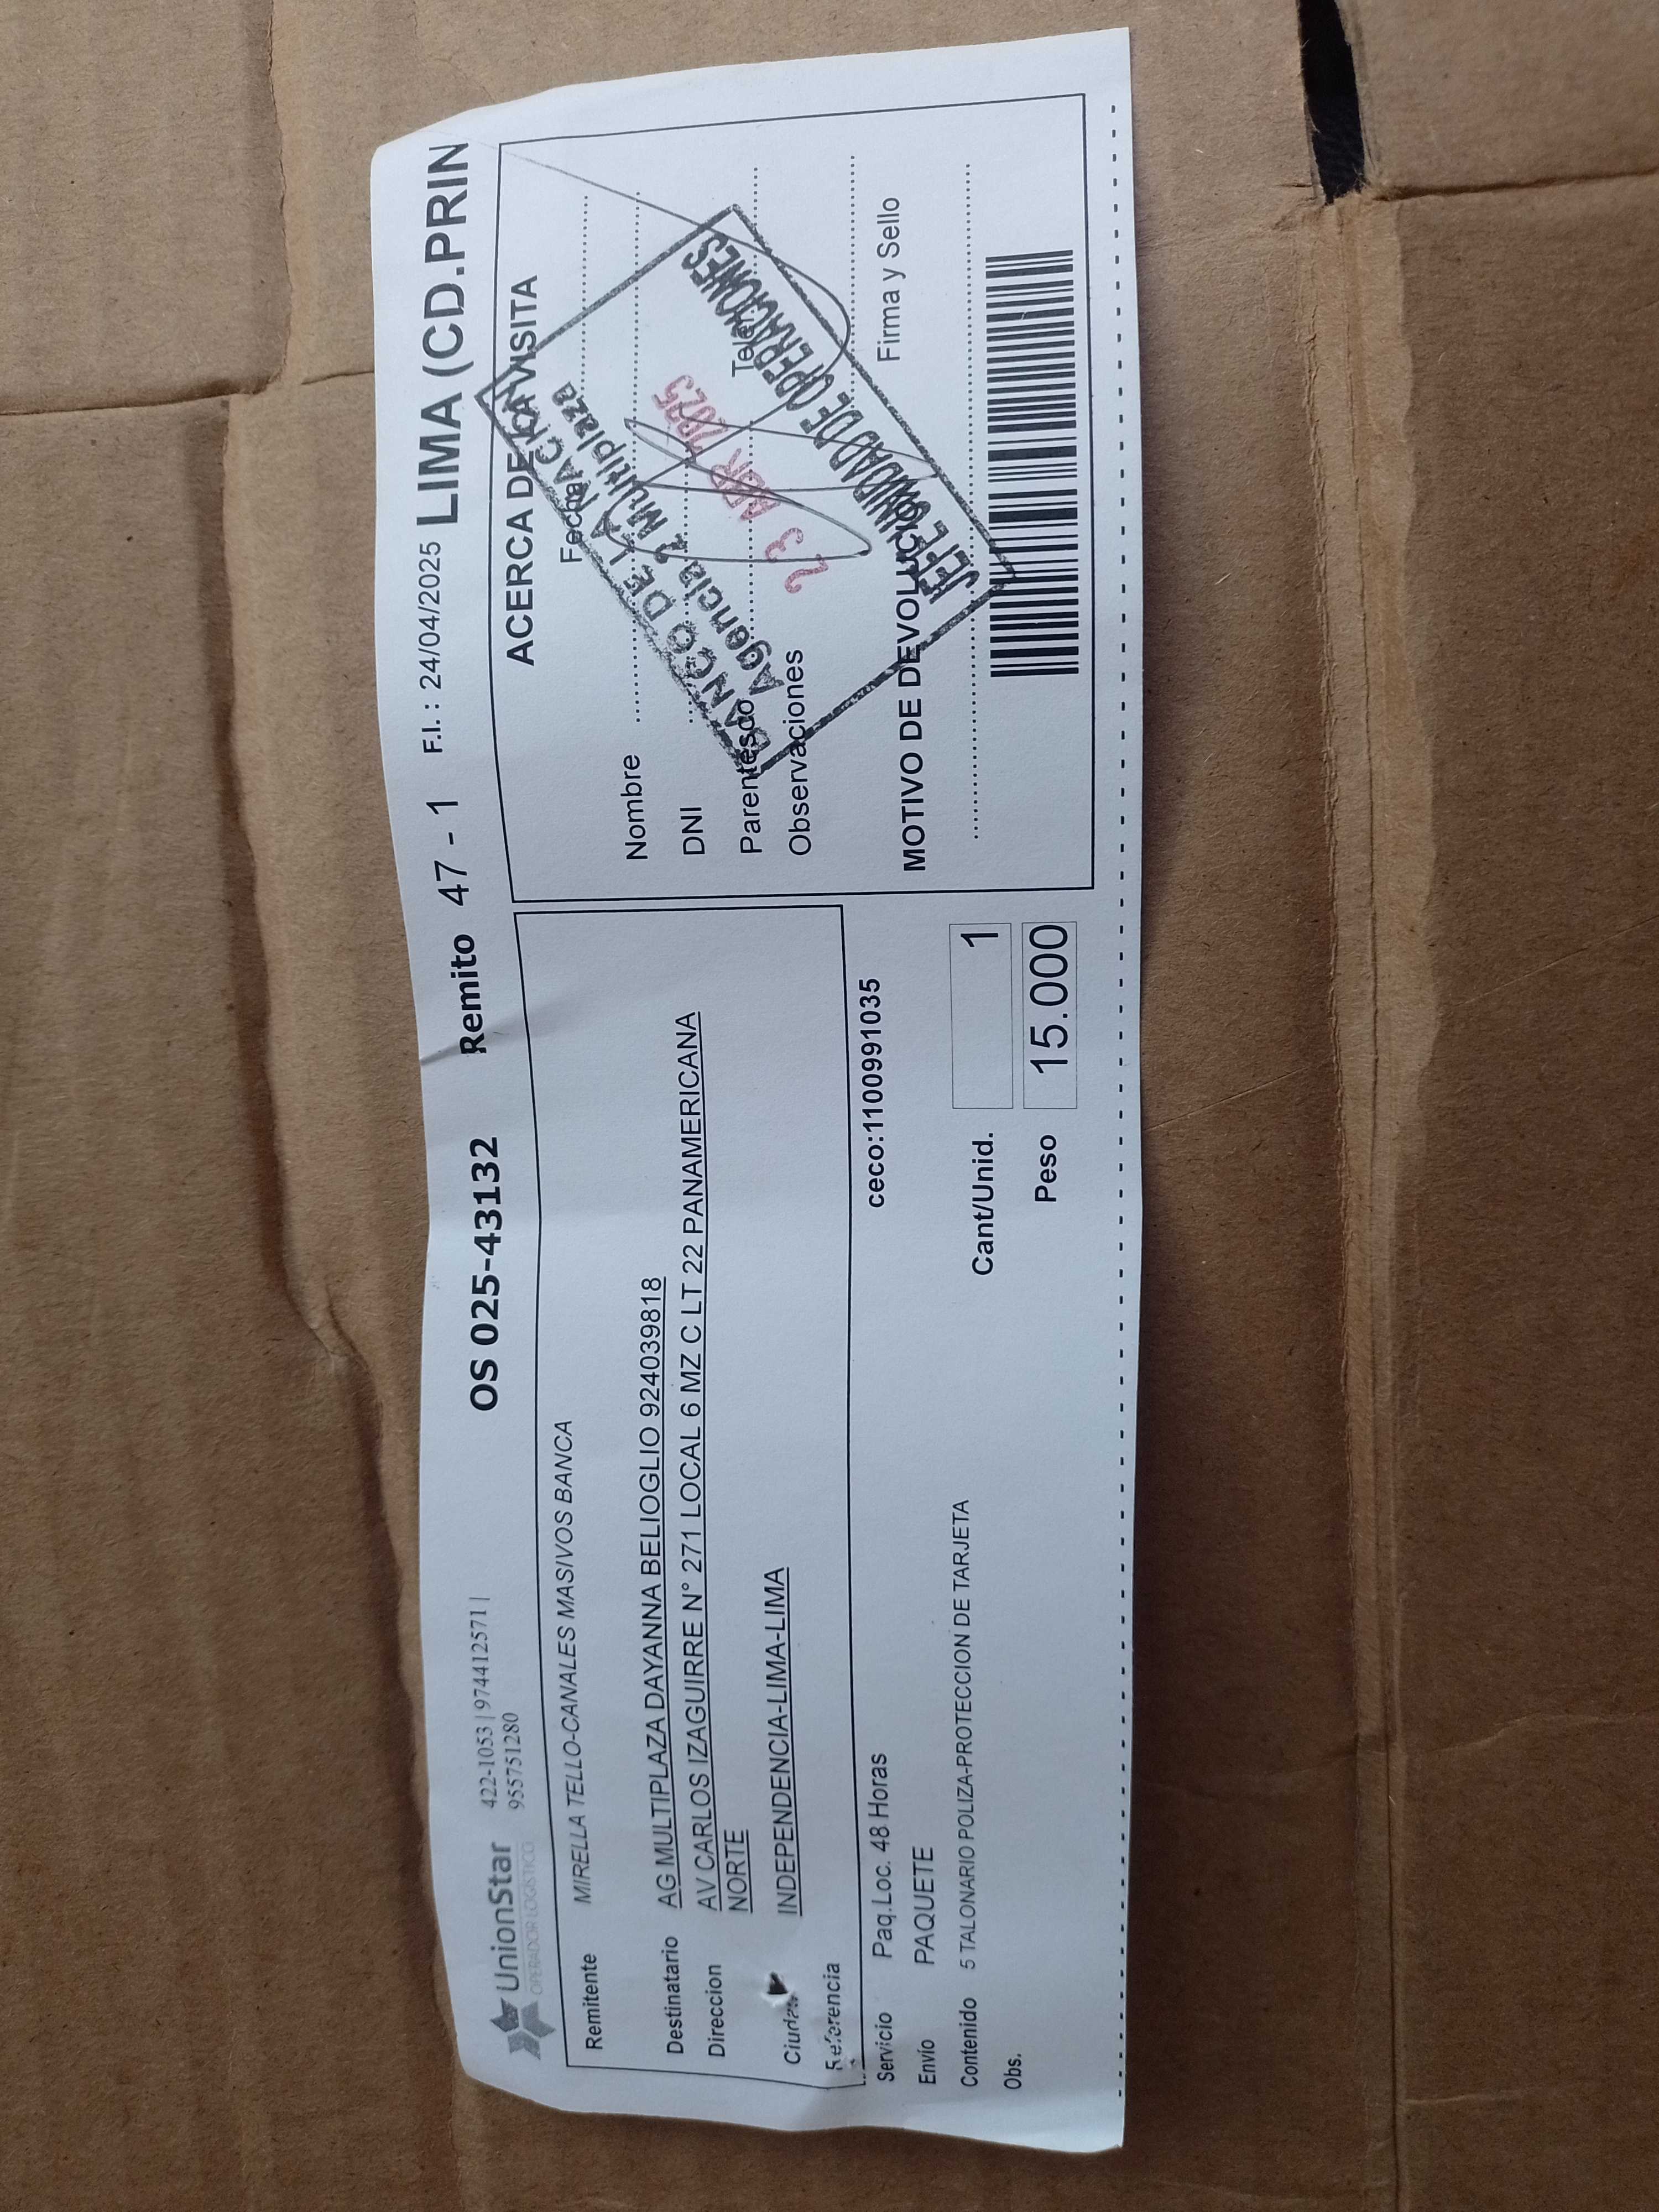 UnionStar
OPERADOR LOGÍSTICO
422-1053 | 974412571 |
955751280
OS 025-43132
Remito 47 - 1
F.I. : 24/04/2025
LIMA (CD.PRIN
Remitente MIRELLA TELLO-CANALES MASIVOS BANCA
Destinatario AG MULTIPLAZA DAYANNA BELIOGLIO 924039818
Direccion AV CARLOS IZAGUIRRE N° 271 LOCAL 6 MZ C LT 22 PANAMERICANA
NORTE
Ciudad INDEPENDENCIA-LIMA-LIMA
Referencia
Servicio Paq.Loc. 48 Horas
ceco:1100991035
Envío PAQUETE
Contenido 5 TALONARIO POLIZA-PROTECCION DE TARJETA
Cant/Unid. 1
Obs.
Peso 15.000
ACERCA DE LA VISITA
Fecha
Nombre
DNI
Parentesco
Observaciones
Firma y Sello
MOTIVO DE DEVOLUCION
BANCO DE LA NACION
Agencia 2 Multiplaza
23 ABR 2025
JEFE UNIDAD DE OPERACIONES